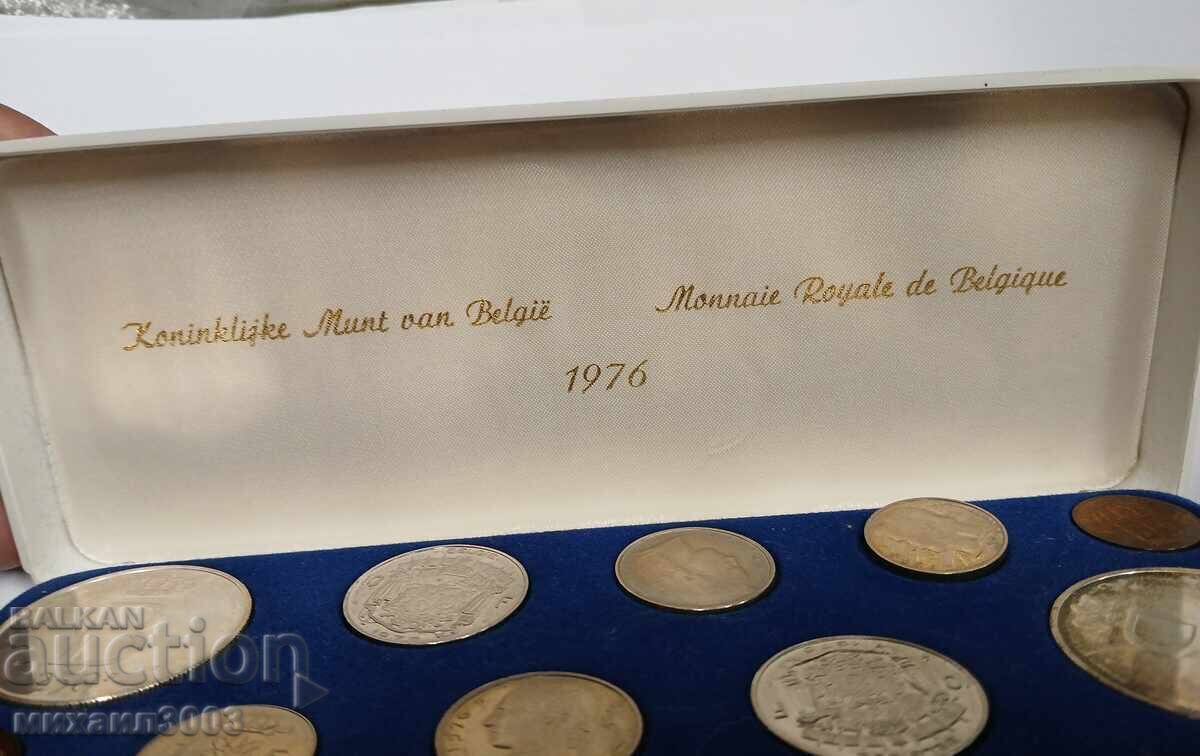 Koninklijke Munt van België
Monnaie Royale de Belgique
1976
BALKAN
auction
михаил3003